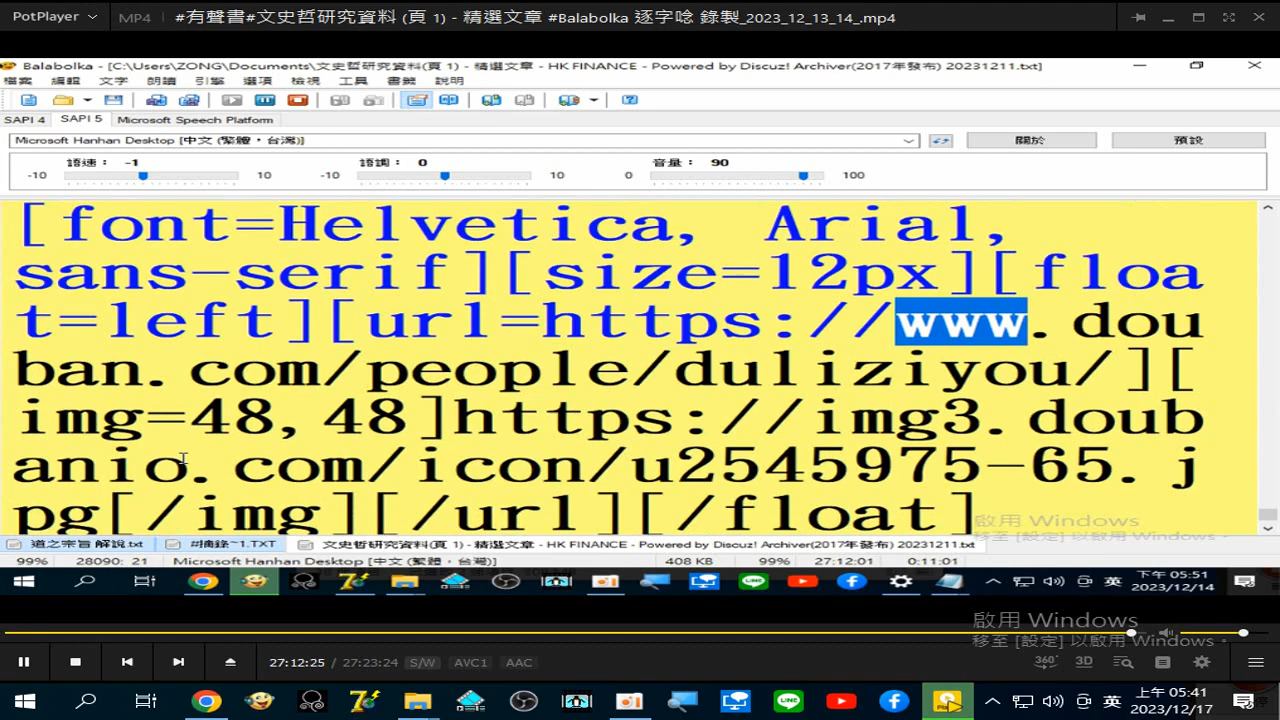 PotPlayer MP4 #有聲書#文史哲研究資料 (頁 1) - 精選文章 #Balabolka 逐字唸 錄製_2023_12_13_14_.mp4
Balabolka - [C:\Users\ZONG\Documents\文史哲研究資料(頁 1) - 精選文章 - HK FINANCE - Powered by Discuz! Archiver(2017年發布) 20231211.txt]
檔案 編輯 文字 朗讀 引擎 選項 檢視 工具 書籤 說明
SAPI 4 SAPI 5 Microsoft Speech Platform
Microsoft Hanhan Desktop [中文 (繁體，台灣)] 關於 預設
語速： -1 語調： 0 音量： 90
-10 10 -10 10 0 100
[font=Helvetica, Arial,
sans-serif][size=12px][floa
t=left][url=https://www.dou
ban.com/people/duliziyou/][
img=48,48]https://img3.doub
anio.com/icon/u2545975-65.j
pg[/img][/url][/float]
啟用 Windows
移至 [設定] 以啟用 Windows。
道之宗旨 解說.txt #摘錄~1.TXT 文史哲研究資料(頁 1) - 精選文章 - HK FINANCE - Powered by Discuz! Archiver(2017年發布) 20231211.txt
99% 28090: 21 Microsoft Hanhan Desktop [中文 (繁體，台灣)] 408 KB 99% 27:12:01 0:11:01
英 下午 05:51
2023/12/14
啟用 Windows
移至 [設定] 以啟用 Windows。
27:12:25 / 27:23:24 S/W AVC1 AAC 360° 3D
英 上午 05:41
2023/12/17